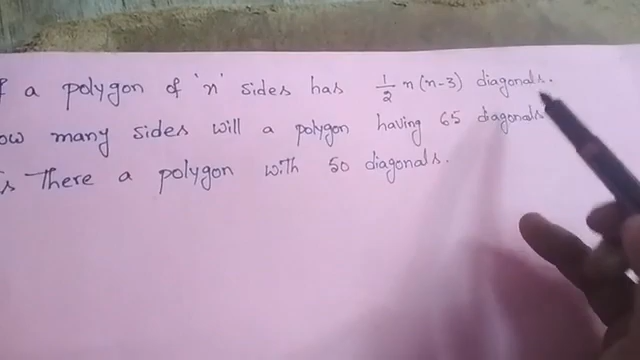 a polygon of 'n' sides has 1/2 n(n-3) diagonals.
many sides will a polygon having 65 diagonals
There a polygon with 50 diagonals.